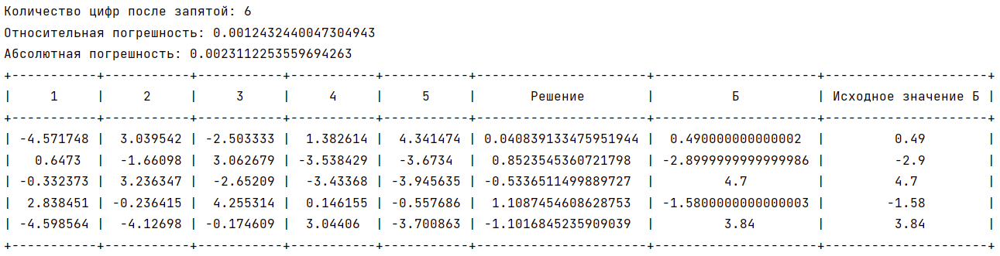 Количество цифр после запятой: 6
Относительная погрешность: 0.0012432440047304943
Абсолютная погрешность: 0.0023112253559694263
+-----------+-----------+-----------+-----------+-----------+----------------------+---------------------+---------------------+
|     1     |     2     |     3     |     4     |     5     |       Решение        |          Б          | Исходное значение Б |
+-----------+-----------+-----------+-----------+-----------+----------------------+---------------------+---------------------+
| -4.571748 |  3.039542 | -2.503333 |  1.382614 |  4.341474 | 0.040839133475951944 |  0.490000000000002  |         0.49        |
|   0.6473  |  -1.66098 |  3.062679 | -3.538429 |  -3.6734  |  0.8523545360721798  | -2.8999999999999986 |         -2.9        |
| -0.332373 |  3.236347 |  -2.65209 |  -3.43368 | -3.945635 | -0.5336511499889727  |         4.7         |         4.7         |
|  2.838451 | -0.236415 |  4.255314 |  0.146155 | -0.557686 |  1.1087454608628753  | -1.5800000000000003 |        -1.58        |
| -4.598564 |  -4.12698 | -0.174609 |  3.04406  | -3.700863 | -1.1016845235909039  |         3.84        |         3.84        |
+-----------+-----------+-----------+-----------+-----------+----------------------+---------------------+---------------------+